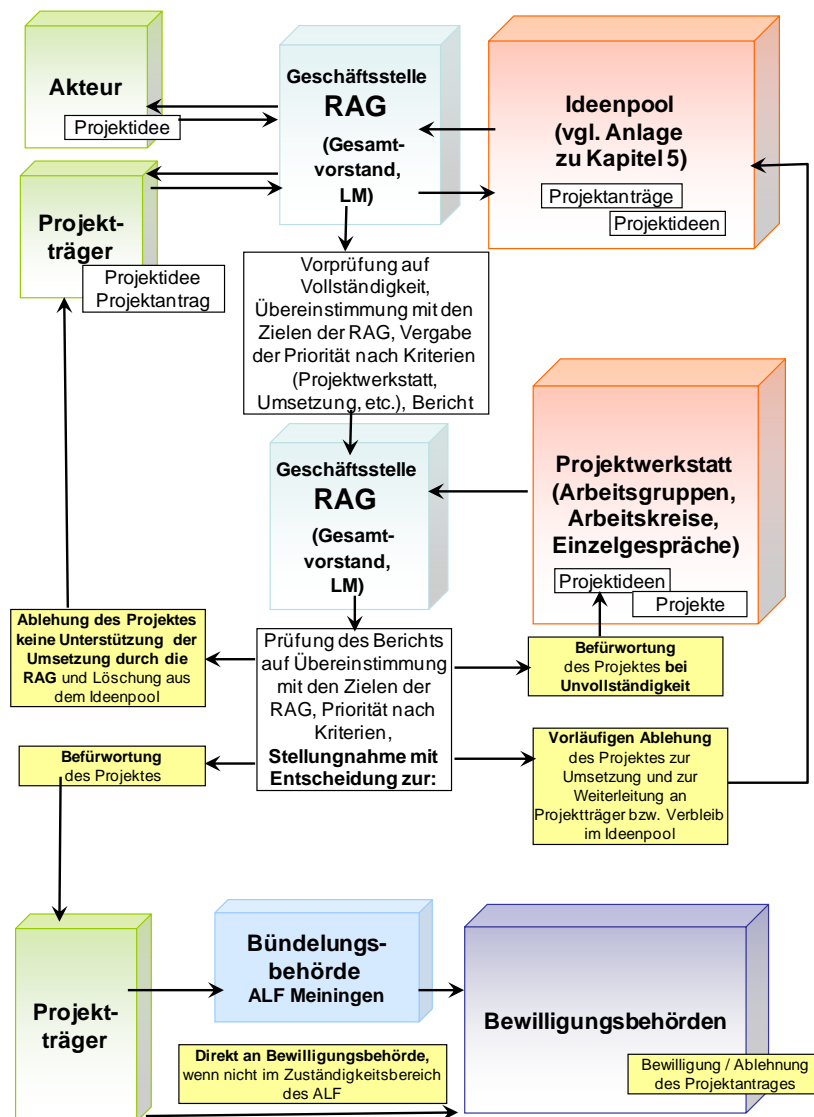 Akteur
Projektidee
Geschäftsstelle
RAG
(Gesamt-
vorstand,
LM)
Ideenpool
(vgl. Anlage
zu Kapitel 5)
Projektanträge
Projektideen
Projekt-
träger
Projektidee
Projektantrag
Vorprüfung auf
Vollständigkeit,
Übereinstimmung mit den
Zielen der RAG, Vergabe
der Priorität nach Kriterien
(Projektwerkstatt,
Umsetzung, etc.), Bericht
Geschäftsstelle
RAG
(Gesamt-
vorstand,
LM)
Projektwerkstatt
(Arbeitsgruppen,
Arbeitskreise,
Einzelgespräche)
Projektideen
Projekte
Ablehung des Projektes
keine Unterstützung der
Umsetzung durch die
RAG und Löschung aus
dem Ideenpool
Prüfung des Berichts
auf Übereinstimmung
mit den Zielen der
RAG, Priorität nach
Kriterien,
Stellungnahme mit
Entscheidung zur:
Befürwortung
des Projektes bei
Unvollständigkeit
Befürwortung
des Projektes
Vorläufigen Ablehung
des Projektes zur
Umsetzung und zur
Weiterleitung an
Projektträger bzw. Verbleib
im Ideenpool
Projekt-
träger
Bündelungs-
behörde
ALF Meiningen
Bewilligungsbehörden
Direkt an Bewilligungsbehörde,
wenn nicht im Zuständigkeitsbereich
des ALF
Bewilligung / Ablehnung
des Projektantrages